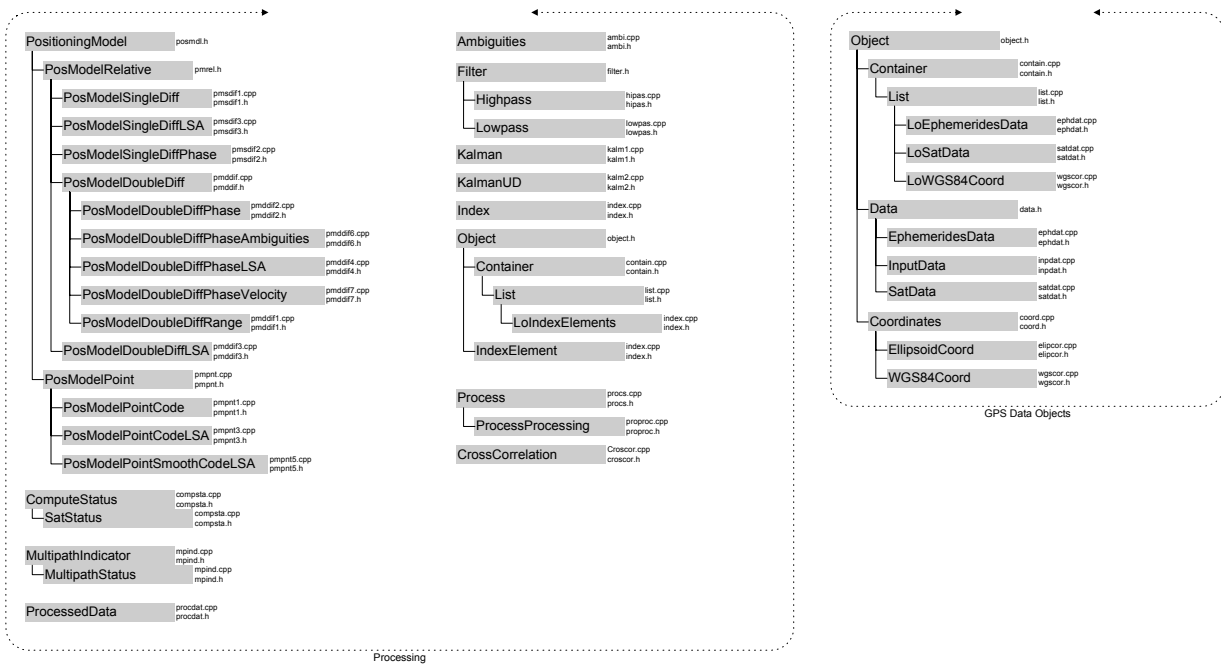 PositioningModel posmdl.h
PosModelRelative pmrel.h
PosModelSingleDiff pmsdif1.cpp
pmsdif1.h
PosModelSingleDiffLSA pmsdif3.cpp
pmsdif3.h
PosModelSingleDiffPhase pmsdif2.cpp
pmsdif2.h
PosModelDoubleDiff pmddif.cpp
pmddif.h
PosModelDoubleDiffPhase pmddif2.cpp
pmddif2.h
PosModelDoubleDiffPhaseAmbiguities pmddif6.cpp
pmddif6.h
PosModelDoubleDiffPhaseLSA pmddif4.cpp
pmddif4.h
PosModelDoubleDiffPhaseVelocity pmddif7.cpp
pmddif7.h
PosModelDoubleDiffRange pmddif1.cpp
pmddif1.h
PosModelDoubleDiffLSA pmddif3.cpp
pmddif3.h
PosModelPoint pmpnt.cpp
pmpnt.h
PosModelPointCode pmpnt1.cpp
pmpnt1.h
PosModelPointCodeLSA pmpnt3.cpp
pmpnt3.h
PosModelPointSmoothCodeLSA pmpnt5.cpp
pmpnt5.h
ComputeStatus compsta.cpp
compsta.h
SatStatus compsta.cpp
compsta.h
MultipathIndicator mpind.cpp
mpind.h
MultipathStatus mpind.cpp
mpind.h
ProcessedData procdat.cpp
procdat.h
Ambiguities ambi.cpp
ambi.h
Filter filter.h
Highpass hipas.cpp
hipas.h
Lowpass lowpas.cpp
lowpas.h
Kalman kalm1.cpp
kalm1.h
KalmanUD kalm2.cpp
kalm2.h
Index index.cpp
index.h
Object object.h
Container contain.cpp
contain.h
List list.cpp
list.h
LoIndexElements index.cpp
index.h
IndexElement index.cpp
index.h
Process procs.cpp
procs.h
ProcessProcessing proproc.cpp
proproc.h
CrossCorrelation Croscor.cpp
croscor.h
Processing
Object object.h
Container contain.cpp
contain.h
List list.cpp
list.h
LoEphemeridesData ephdat.cpp
ephdat.h
LoSatData satdat.cpp
satdat.h
LoWGS84Coord wgscor.cpp
wgscor.h
Data data.h
EphemeridesData ephdat.cpp
ephdat.h
InputData inpdat.cpp
inpdat.h
SatData satdat.cpp
satdat.h
Coordinates coord.cpp
coord.h
EllipsoidCoord elipcor.cpp
elipcor.h
WGS84Coord wgscor.cpp
wgscor.h
GPS Data Objects